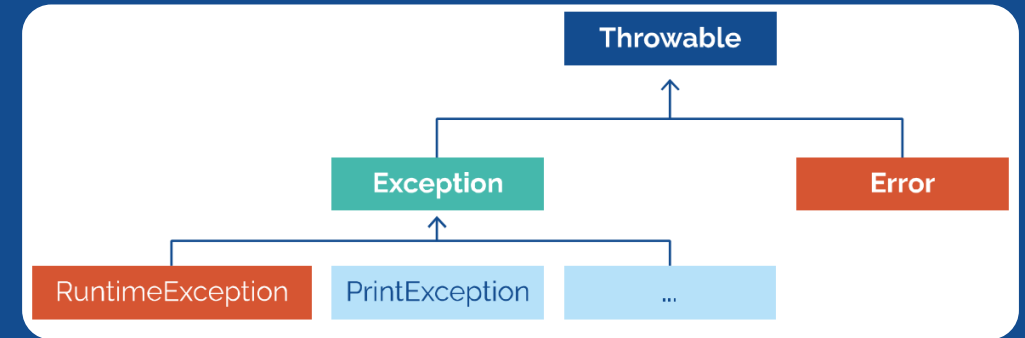 Throwable
Exception
Error
RuntimeException
PrintException
...